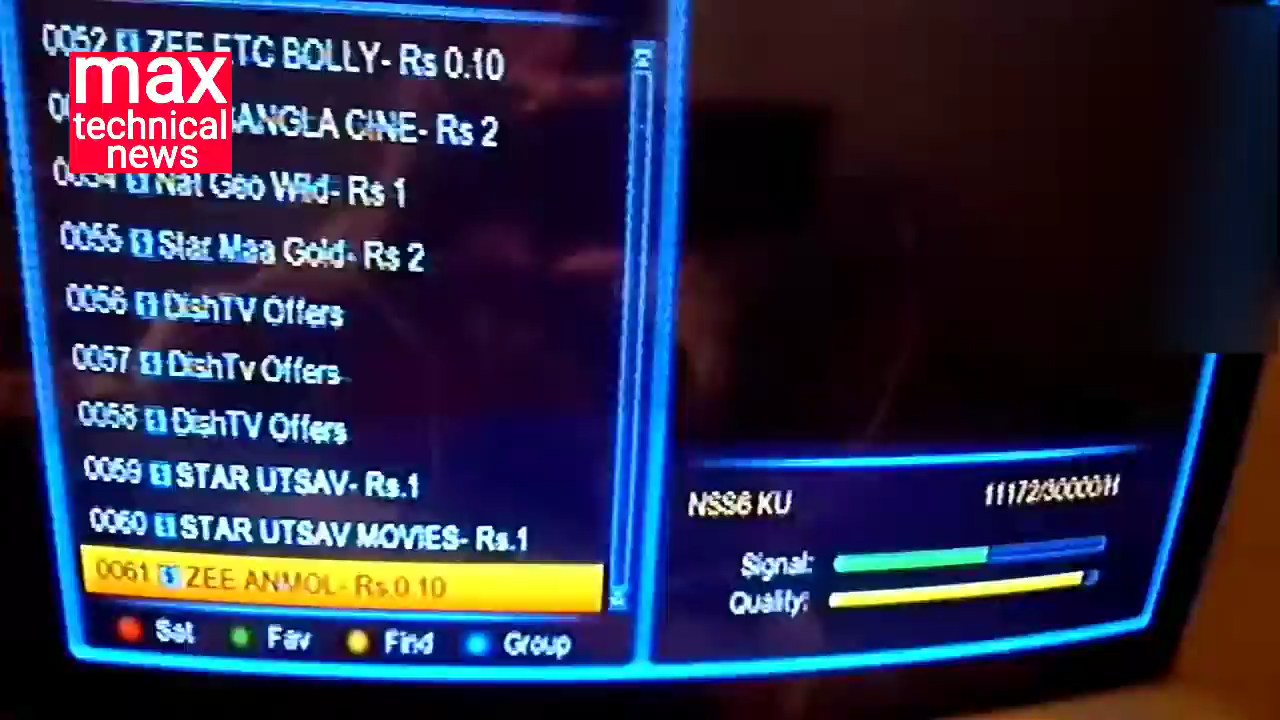 0052 $ ZEE ETC BOLLY- Rs 0.10
max
technical
news
BANGLA CINE- Rs 2
0054 $ Nat Geo Wild- Rs 1
0055 $ Star Maa Gold- Rs 2
0056 $ DishTV Offers
0057 $ DishTv Offers
0058 $ DishTV Offers
0059 $ STAR UTSAV- Rs.1
0060 $ STAR UTSAV MOVIES- Rs.1
0061 $ ZEE ANMOL- Rs.0.10
Sat Fav Find Group
NSS6 KU 11172/30000/H
Signal:
Quality: